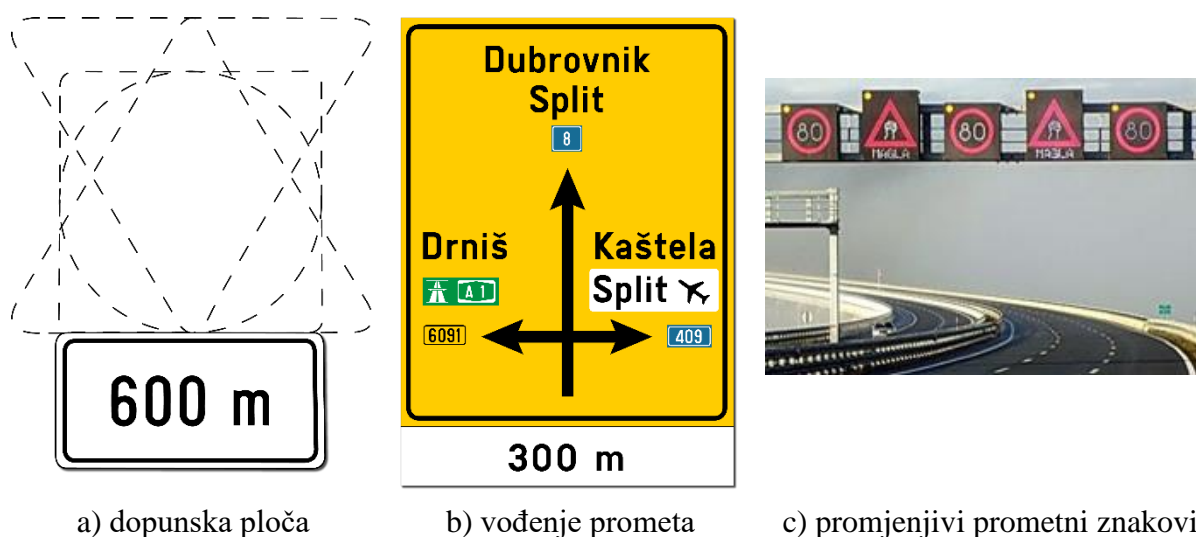 600 m
Dubrovnik
Split
8
Drniš
Kaštela
A 1
Split
6091
409
300 m
80
MAGLA
80
MAGLA
80
a) dopunska ploča
b) vođenje prometa
c) promjenjivi prometni znakovi